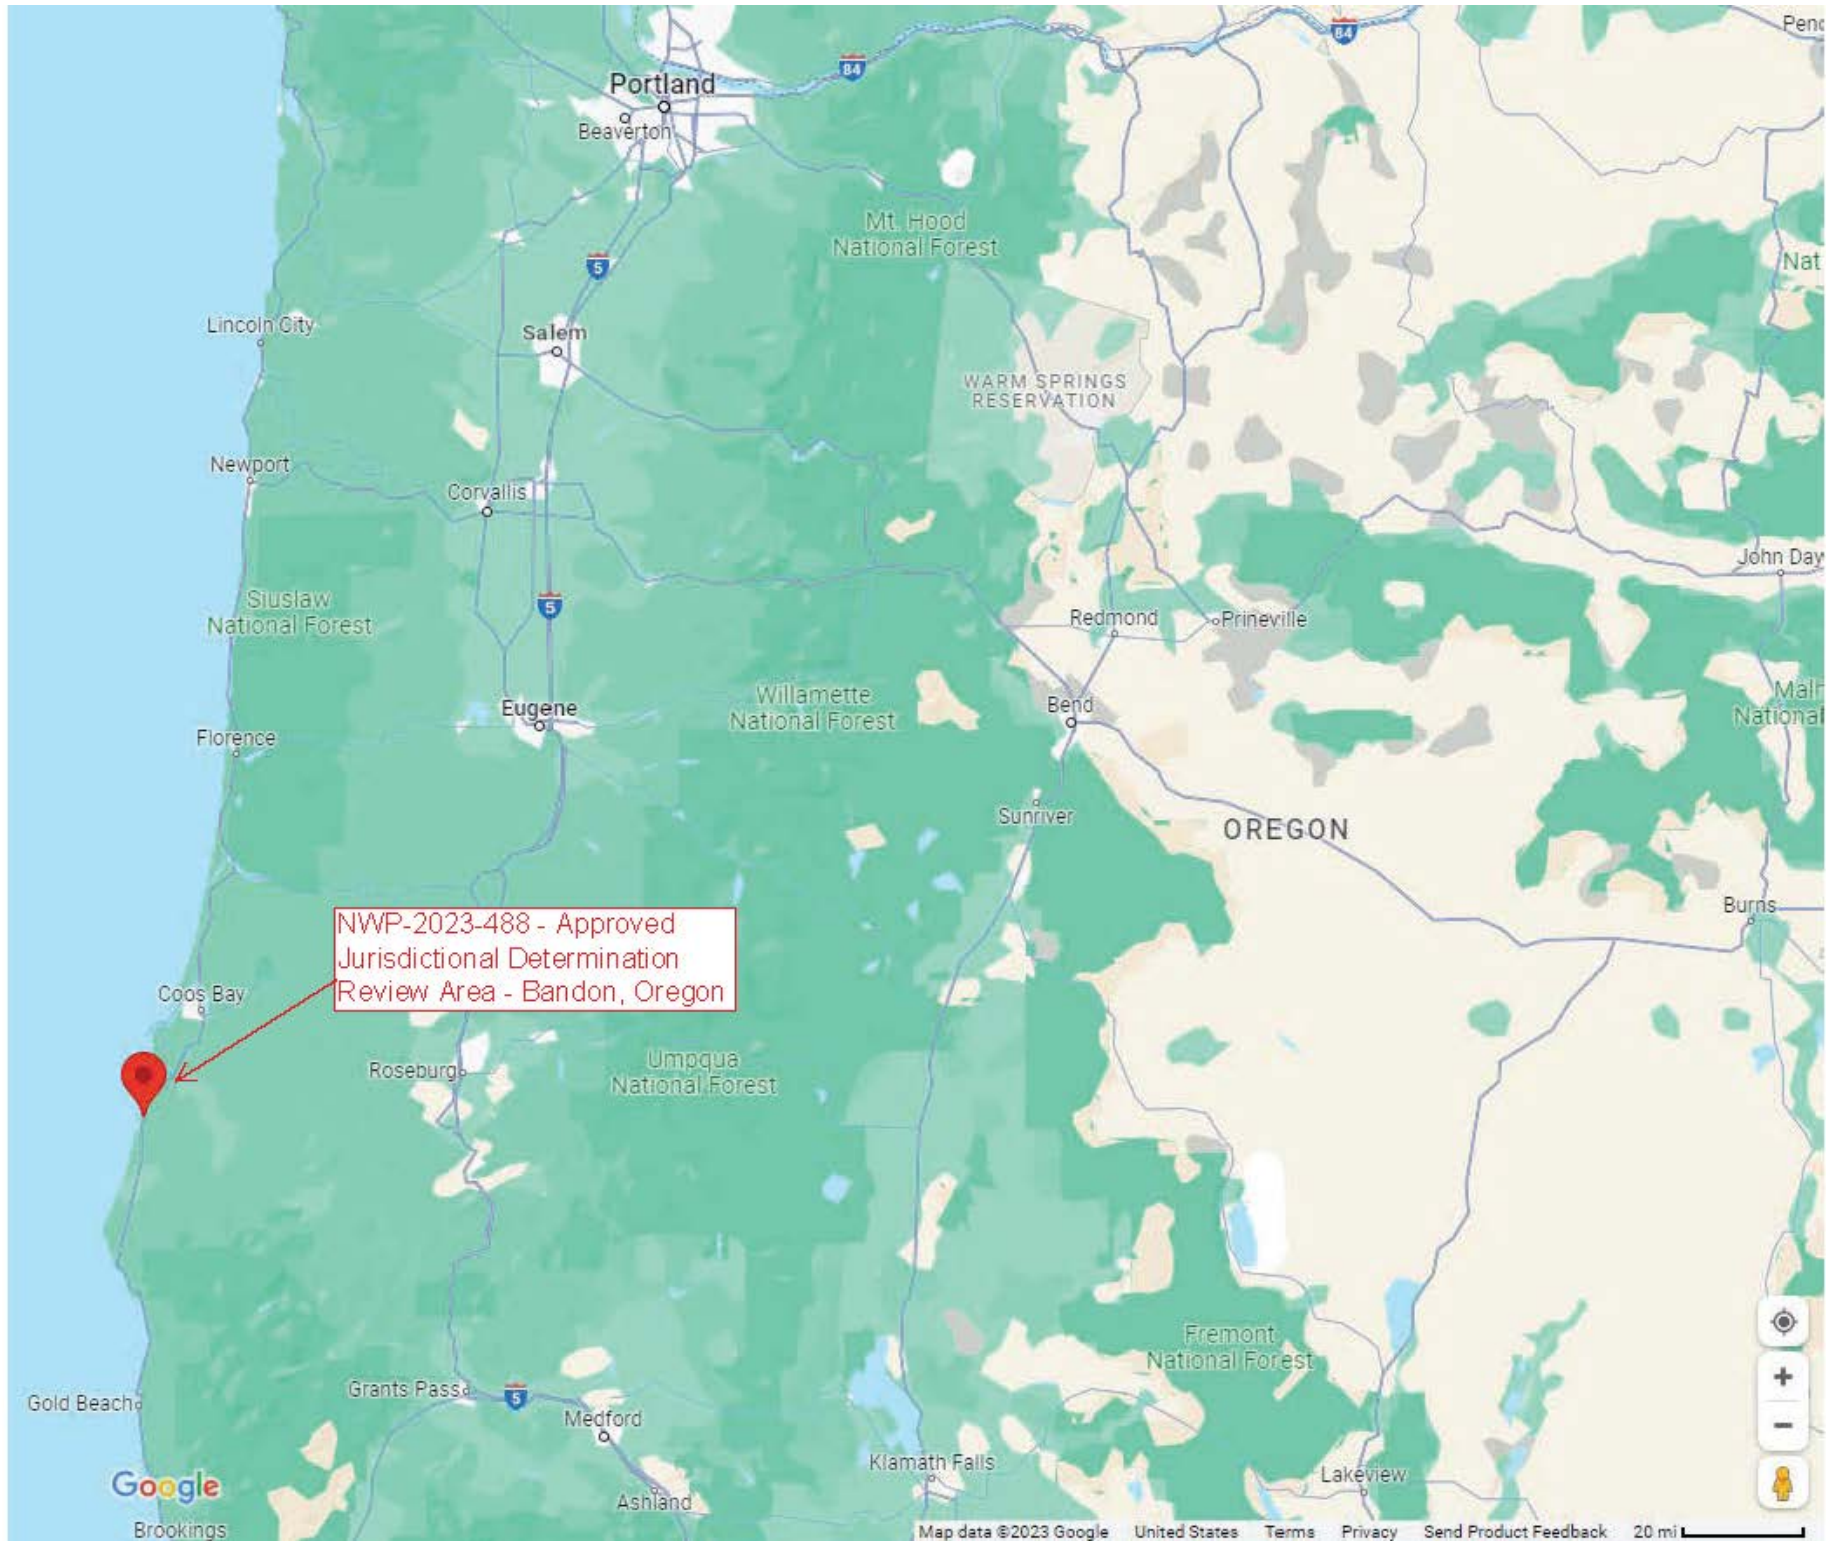 84
84
Pend
Portland
Beaverton
Mt. Hood
National Forest
5
Nat
Lincoln City
Salem
WARM SPRINGS
RESERVATION
Newport
Corvallis
John Day
Siuslaw
National Forest
5
Redmond
Prineville
Willamette
National Forest
Bend
Malh
National
Eugene
Florence
Sunriver
OREGON
Burns
NWP-2023-488 - Approved
Jurisdictional Determination
Review Area - Bandon, Oregon
Coos Bay
Roseburg
Umpqua
National Forest
Fremont
National Forest
Gold Beach
Grants Pass
5
Medford
Klamath Falls
Lakeview
Google
Ashland
Brookings
Map data ©2023 Google United States Terms Privacy Send Product Feedback 20 mi